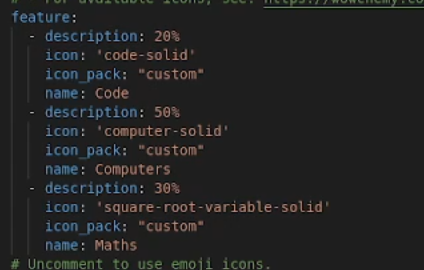 # For available icons, see: https://wowchemy.co
feature:
  - description: 20%
    icon: 'code-solid'
    icon_pack: "custom"
    name: Code
  - description: 50%
    icon: 'computer-solid'
    icon_pack: "custom"
    name: Computers
  - description: 30%
    icon: 'square-root-variable-solid'
    icon_pack: "custom"
    name: Maths
# Uncomment to use emoji icons.